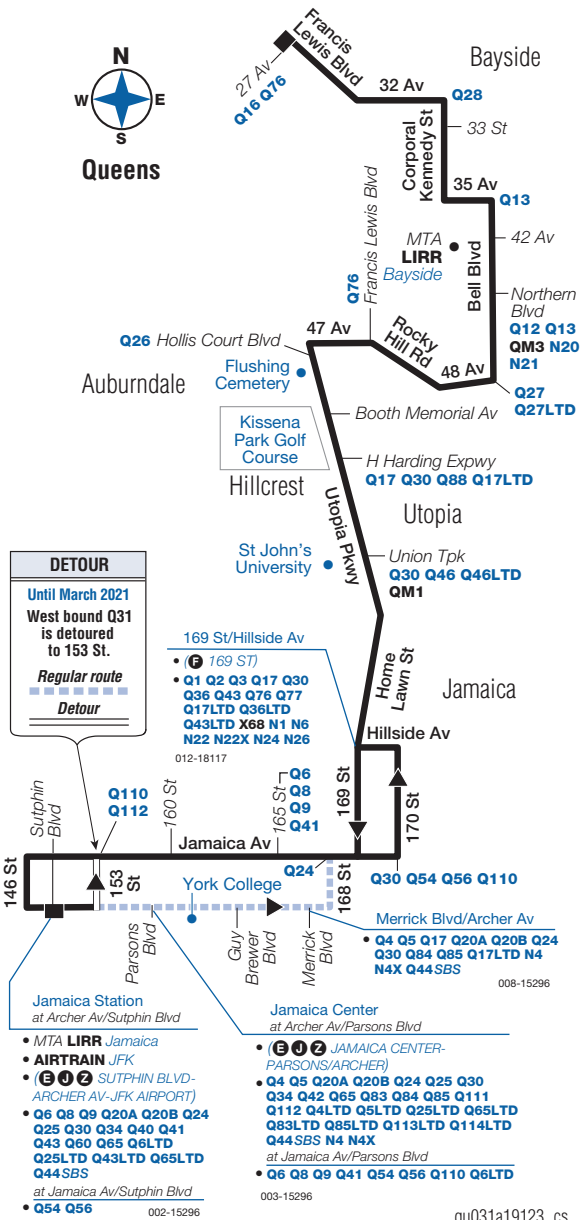 N
W
E
S
Queens
Francis
Lewis Blvd
27 Av
Q16 Q76
32 Av
Bayside
Q28
Corporal
Kennedy St
33 St
35 Av
Q13
MTA
LIRR
Bayside
42 Av
Bell Blvd
Northern
Blvd
Q12 Q13
QM3 N20
N21
Q76
Francis Lewis Blvd
47 Av
Rocky
Hill Rd
48 Av
Q27
Q27LTD
Q26 Hollis Court Blvd
Flushing
Cemetery
Auburndale
Booth Memorial Av
Kissena
Park Golf
Course
H Harding Expwy
Q17 Q30 Q88 Q17LTD
Hillcrest
Utopia Pkwy
Utopia
St John's
University
Union Tpk
Q30 Q46 Q46LTD
QM1
DETOUR
Until March 2021
West bound Q31
is detoured
to 153 St.
Regular route
Detour
169 St/Hillside Av
• (F 169 ST)
• Q1 Q2 Q3 Q17 Q30
Q36 Q43 Q76 Q77
Q17LTD Q36LTD
Q43LTD X68 N1 N6
N22 N22X N24 N26
012-18117
Home
Lawn St
Jamaica
Hillside Av
169 St
170 St
Sutphin
Blvd
Q110
Q112
160 St
165 St
Q6
Q8
Q9
Q41
Jamaica Av
146 St
153
St
Q24
168 St
Q30 Q54 Q56 Q110
York College
Parsons
Blvd
Guy
Brewer
Blvd
Merrick
Blvd
Merrick Blvd/Archer Av
• Q4 Q5 Q17 Q20A Q20B Q24
Q30 Q84 Q85 Q17LTD N4
N4X Q44SBS
008-15296
Jamaica Station
at Archer Av/Sutphin Blvd
• MTA LIRR Jamaica
• AIRTRAIN JFK
• (E J Z SUTPHIN BLVD-
ARCHER AV-JFK AIRPORT)
• Q6 Q8 Q9 Q20A Q20B Q24
Q25 Q30 Q34 Q40 Q41
Q43 Q60 Q65 Q6LTD
Q25LTD Q43LTD Q65LTD
Q44SBS
at Jamaica Av/Sutphin Blvd
• Q54 Q56
002-15296
Jamaica Center
at Archer Av/Parsons Blvd
• (E J Z JAMAICA CENTER-
PARSONS/ARCHER)
• Q4 Q5 Q20A Q20B Q24 Q25 Q30
Q34 Q42 Q65 Q83 Q84 Q85 Q111
Q112 Q4LTD Q5LTD Q25LTD Q65LTD
Q83LTD Q85LTD Q113LTD Q114LTD
Q44SBS N4 N4X
at Jamaica Av/Parsons Blvd
• Q6 Q8 Q9 Q41 Q54 Q56 Q110 Q6LTD
003-15296
qu031a19123_cs